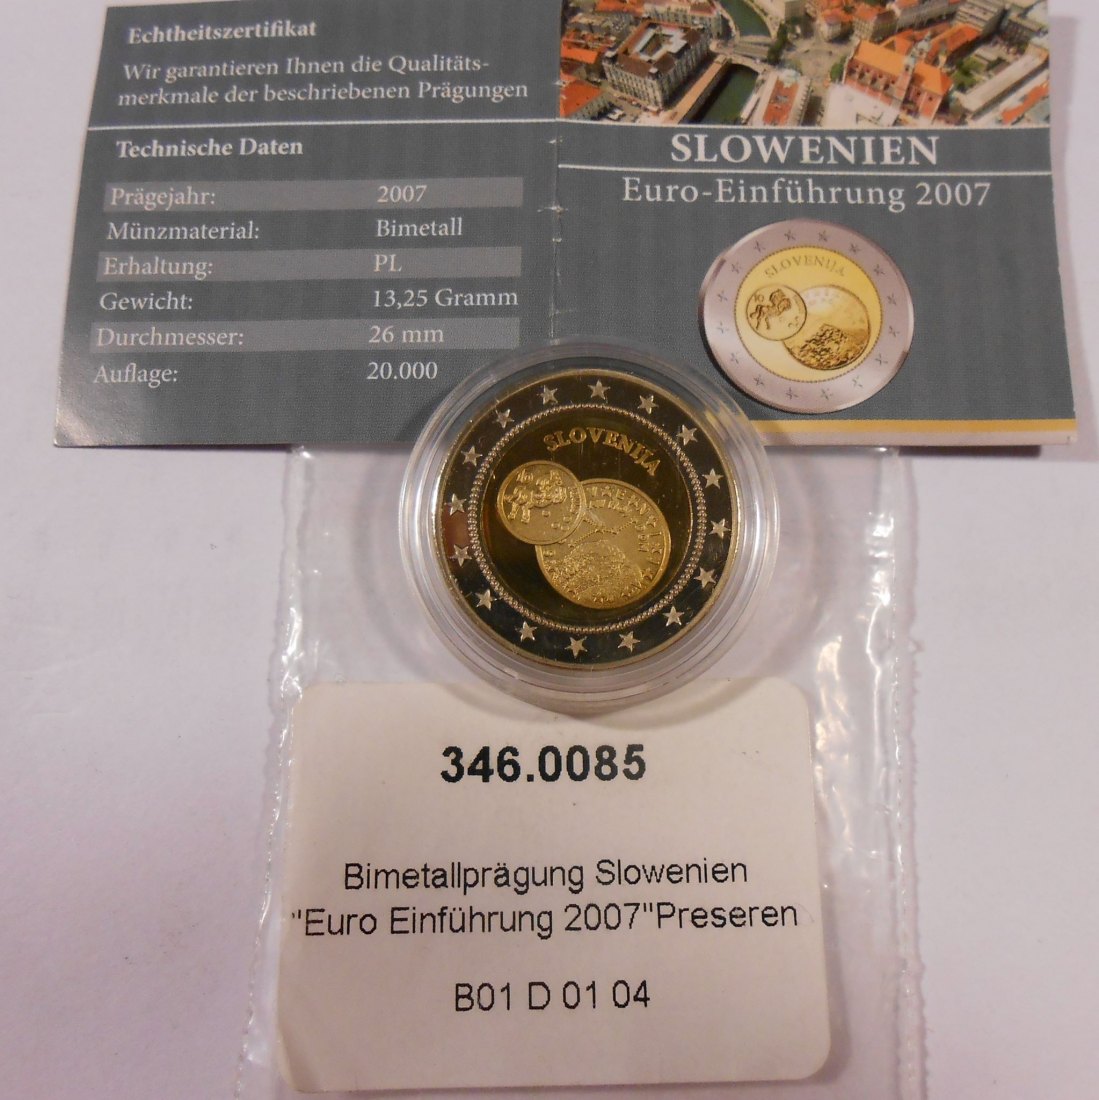 Echtheitszertifikat
Wir garantieren Ihnen die Qualitäts-
merkmale der beschriebenen Prägungen
Technische Daten
Prägejahr: 2007
Münzmaterial: Bimetall
Erhaltung: PL
Gewicht: 13,25 Gramm
Durchmesser: 26 mm
Auflage: 20.000
SLOWENIEN
Euro-Einführung 2007
SLOVENIJA
SLOVENIJA
346.0085
Bimetallprägung Slowenien
"Euro Einführung 2007"Preseren
B01 D 01 04